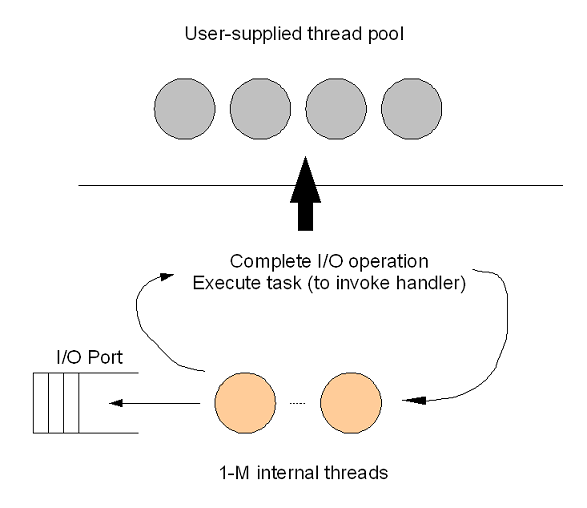 User-supplied thread pool
Complete I/O operation
Execute task (to invoke handler)
I/O Port
1-M internal threads